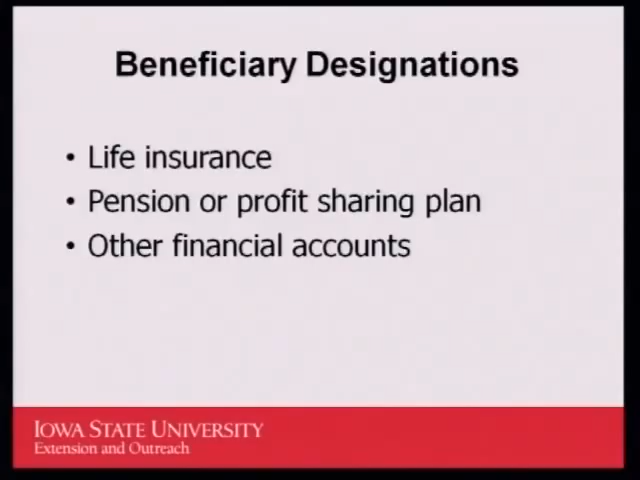 Beneficiary Designations
• Life insurance
• Pension or profit sharing plan
• Other financial accounts
IOWA STATE UNIVERSITY
Extension and Outreach